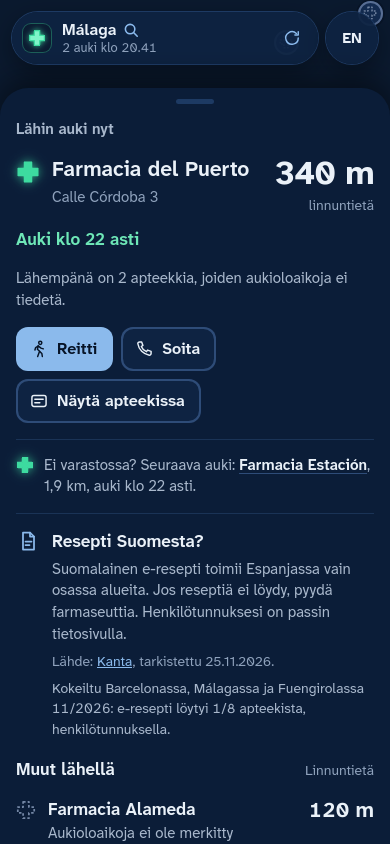 Málaga
2 auki klo 20.41
EN
Lähin auki nyt
Farmacia del Puerto
340 m
Calle Córdoba 3
linnuntietä
Auki klo 22 asti
Lähempänä on 2 apteekkia, joiden aukioloaikoja ei
tiedetä.
Reitti
Soita
Näytä apteekissa
Ei varastossa? Seuraava auki: Farmacia Estación,
1,9 km, auki klo 22 asti.
Resepti Suomesta?
Suomalainen e-resepti toimii Espanjassa vain
osassa alueita. Jos reseptiä ei löydy, pyydä
farmaseuttia. Henkilötunnuksesi on passin
tietosivulla.
Lähde: Kanta, tarkistettu 25.11.2026.
Kokeiltu Barcelonassa, Málagassa ja Fuengirolassa
11/2026: e-resepti löytyi 1/8 apteekista,
henkilötunnuksella.
Muut lähellä
Linnuntietä
Farmacia Alameda
120 m
Aukioloaikoja ei ole merkitty